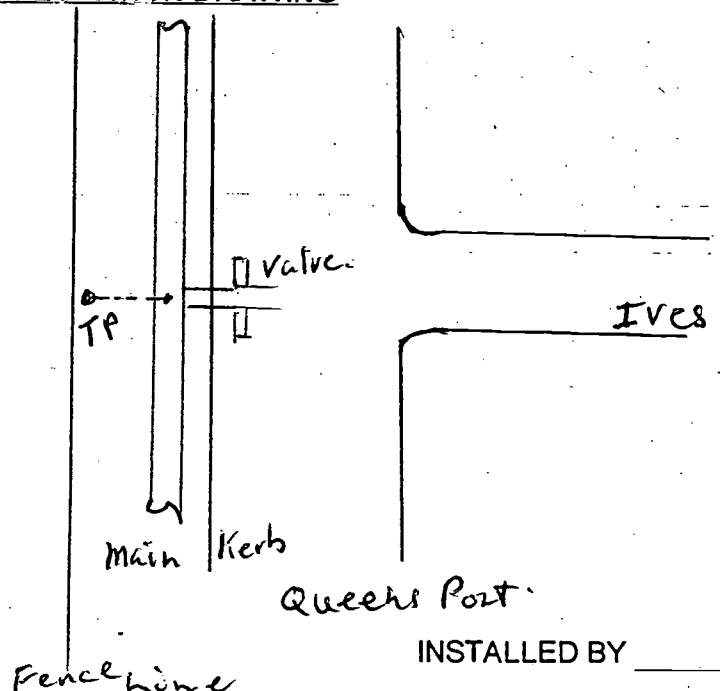 Valve.
TP
Ives
Main
Kerb
Queens Port.
INSTALLED BY
Fence Line